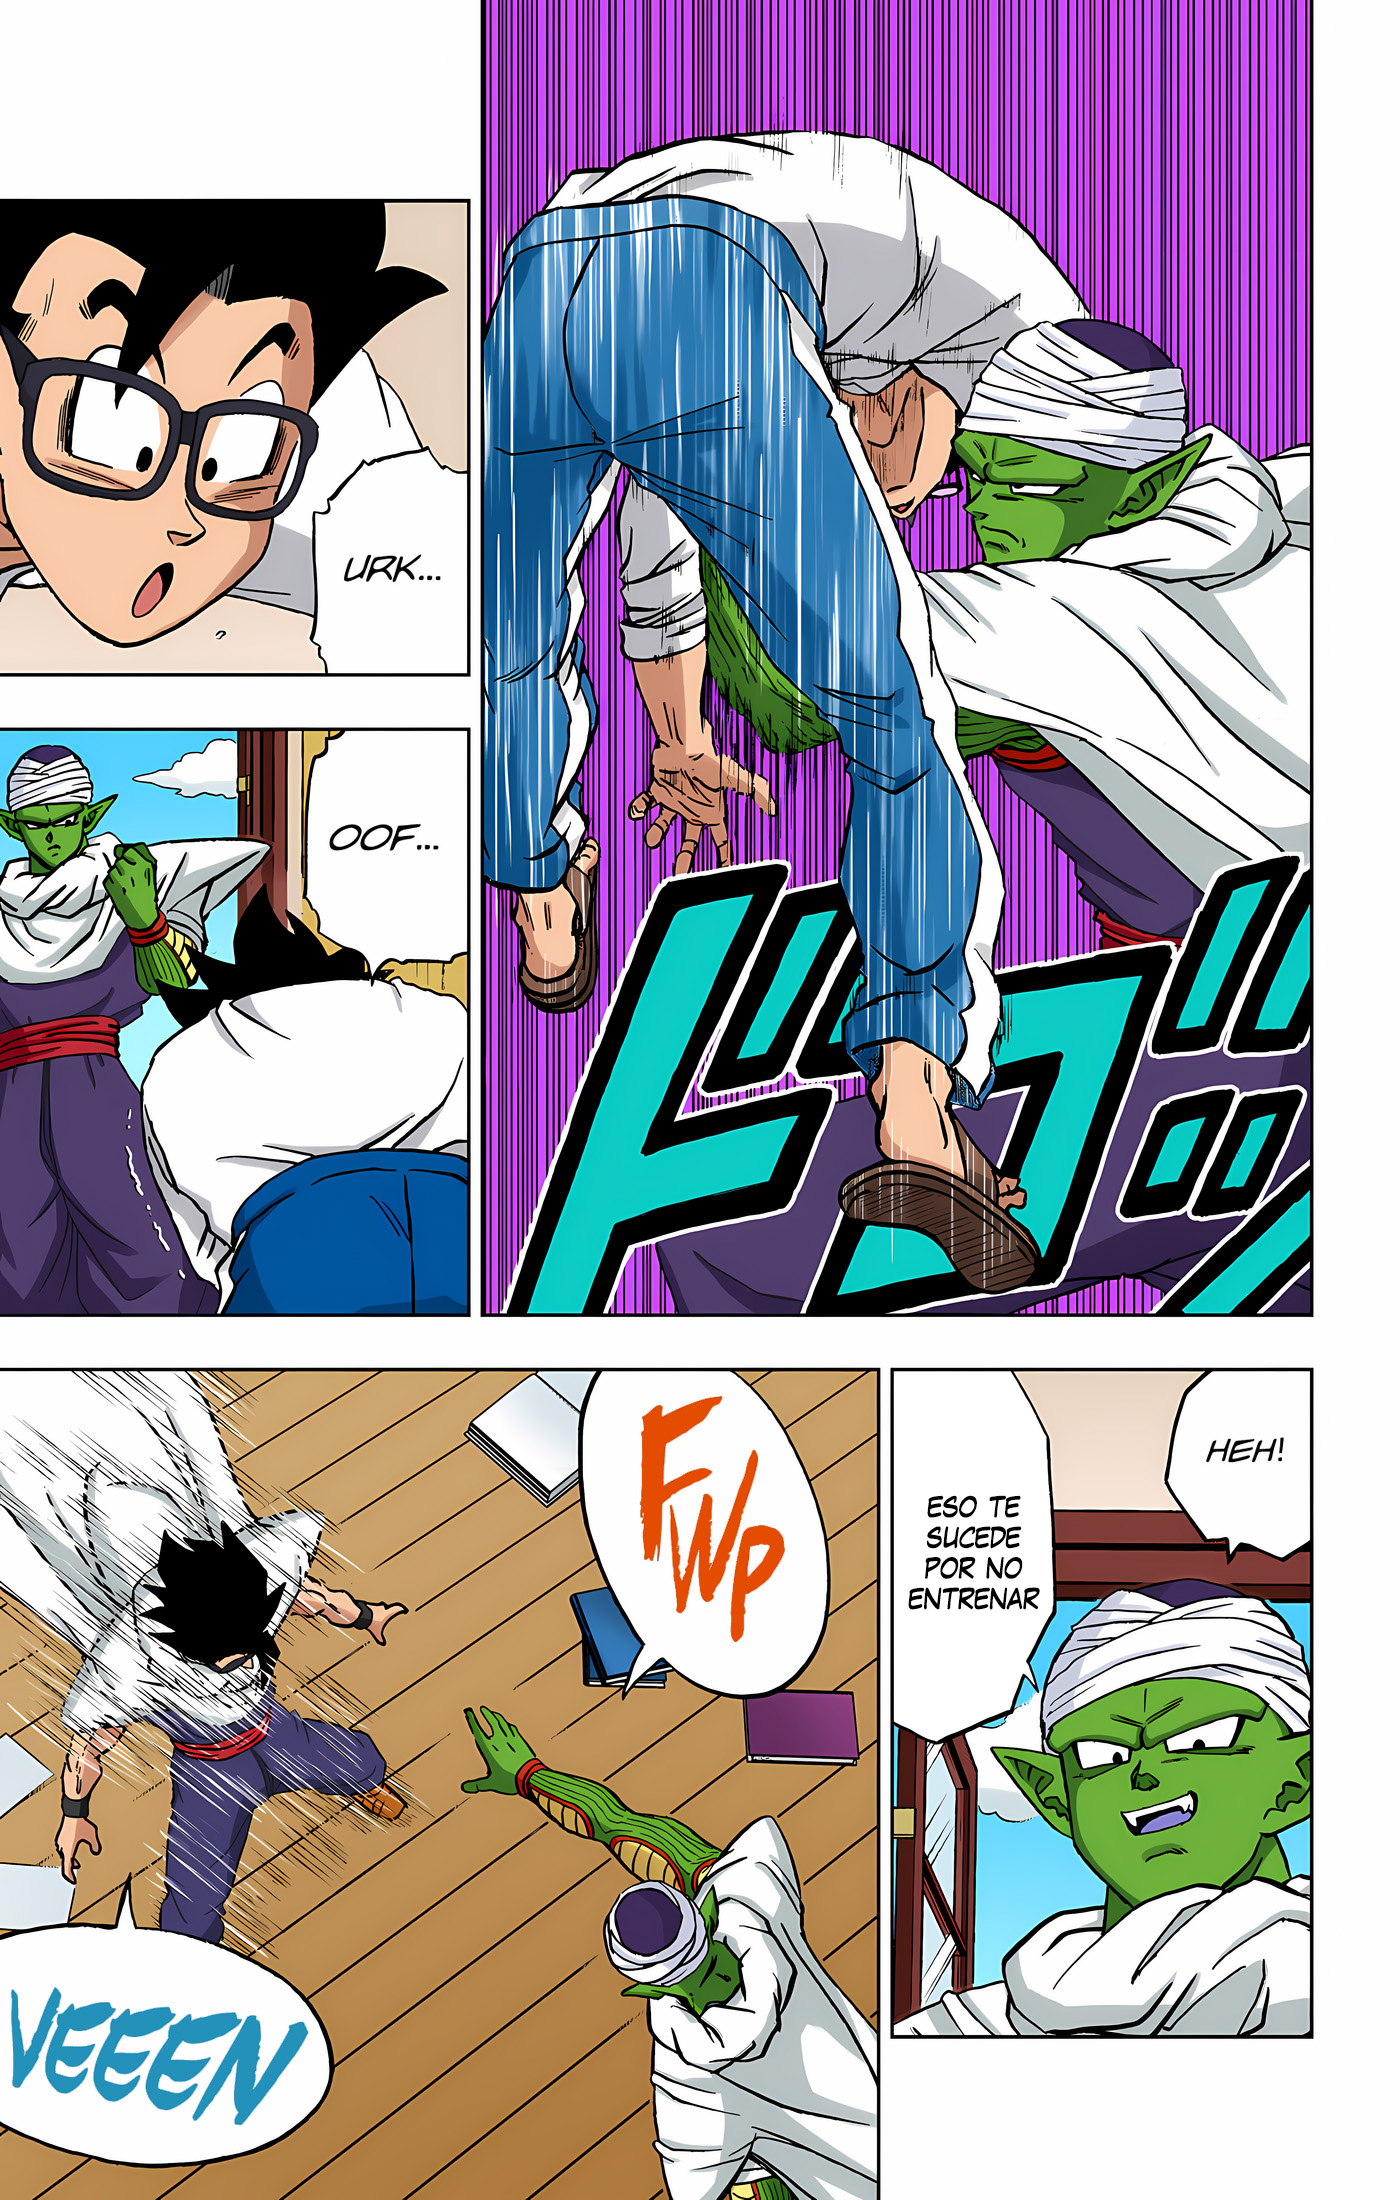 ドゴッ
URK...
OOF...
HEH!
ESO TE
SUCEDE
POR NO
ENTRENAR
FWP
VEEEN